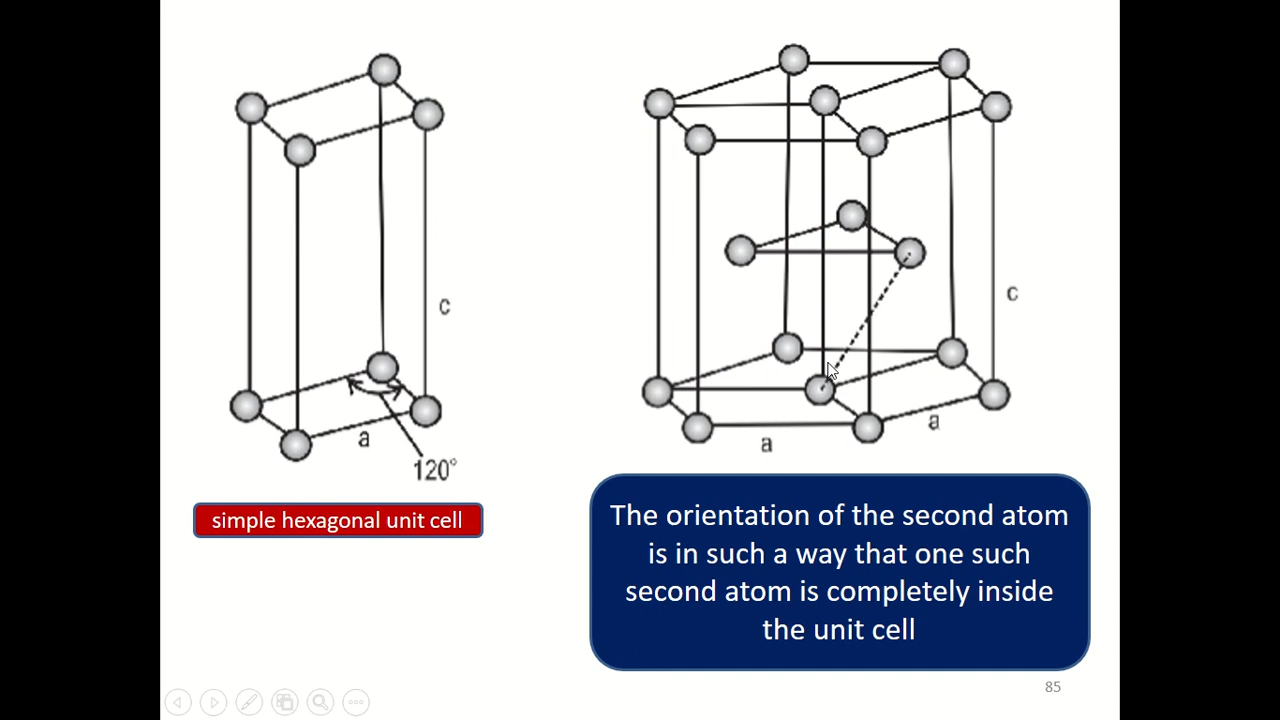 c
a
120°
simple hexagonal unit cell
c
a
a
The orientation of the second atom
is in such a way that one such
second atom is completely inside
the unit cell
85